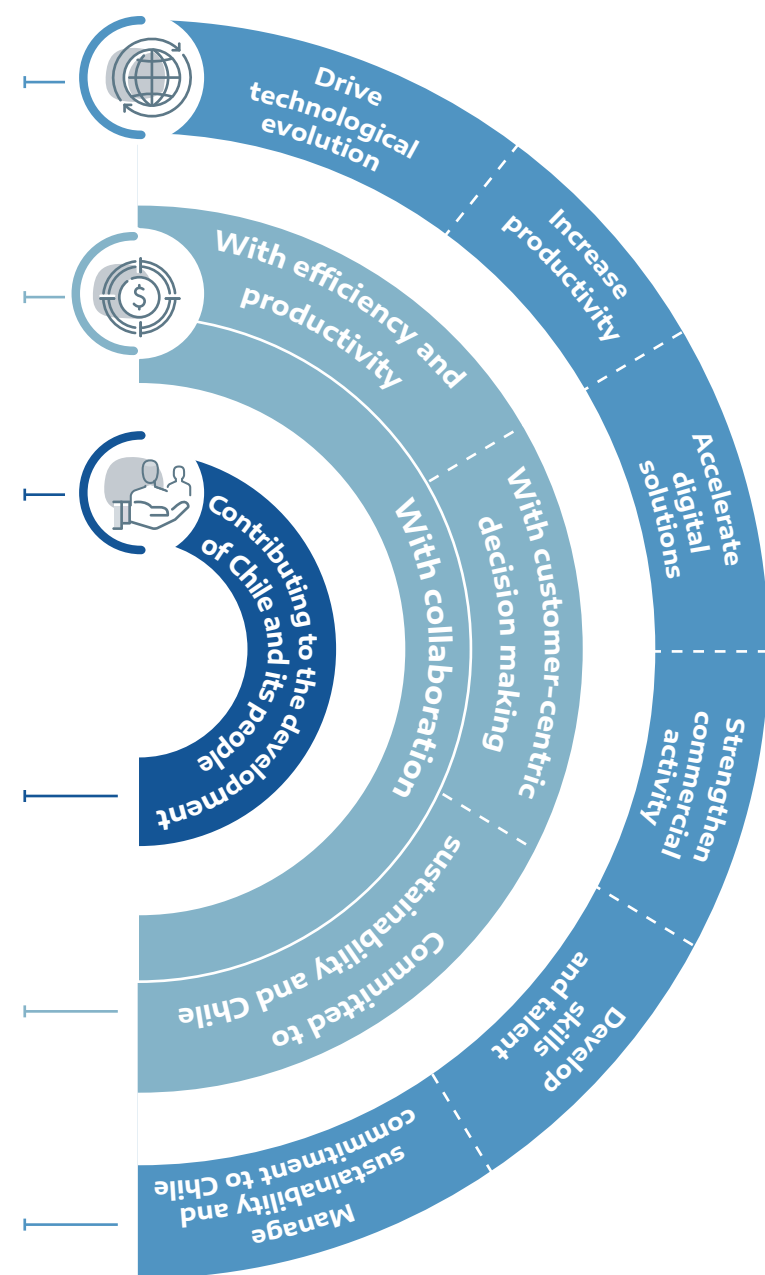 Drive
technological
evolution
Increase
productivity
Accelerate
digital
solutions
Strengthen
commercial
activity
Develop
skills
and talent
Manage
sustainability and
commitment to Chile
With efficiency and
productivity
With customer-centric
decision making
Committed to
sustainability and Chile
With collaboration
Contributing to the development
of Chile and its people
$